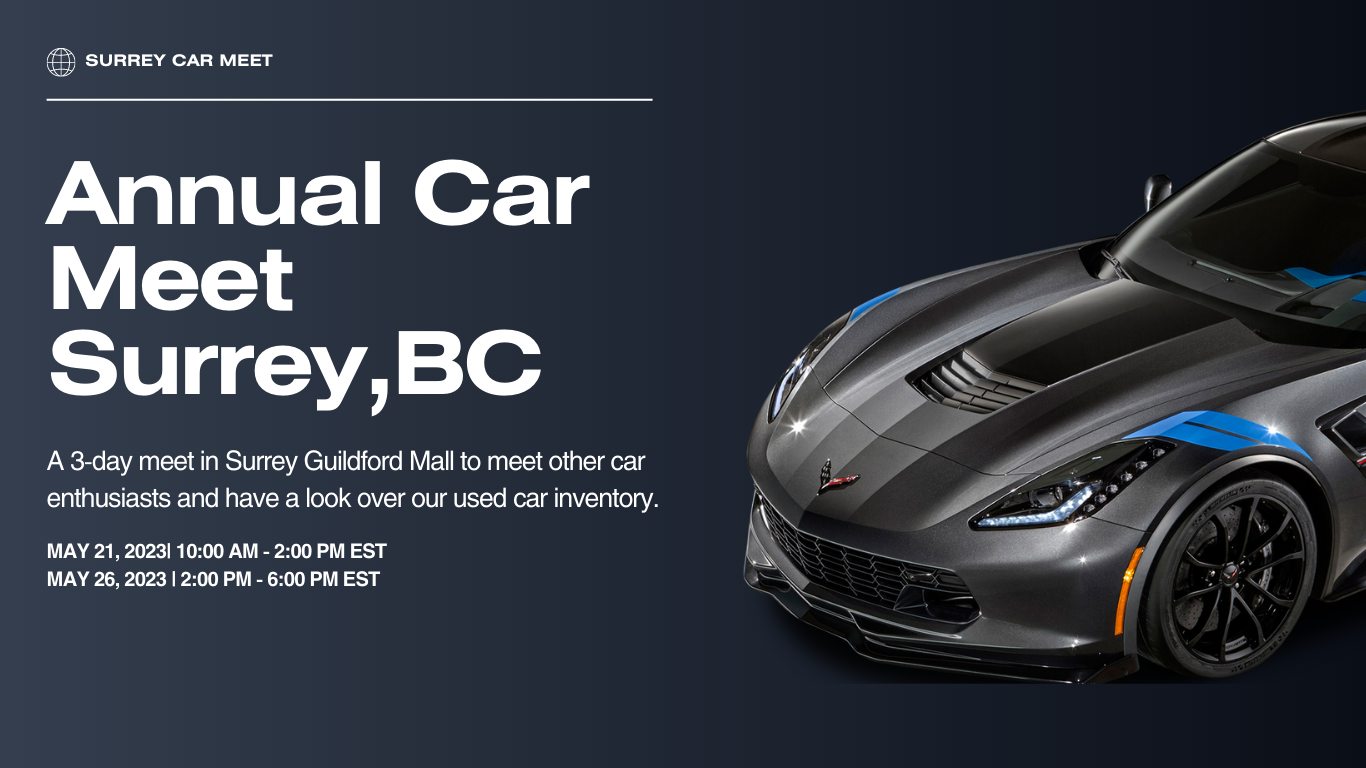 SURREY CAR MEET
Annual Car
Meet
Surrey,BC
A 3-day meet in Surrey Guildford Mall to meet other car
enthusiasts and have a look over our used car inventory.
MAY 21, 2023| 10:00 AM - 2:00 PM EST
MAY 26, 2023 | 2:00 PM - 6:00 PM EST